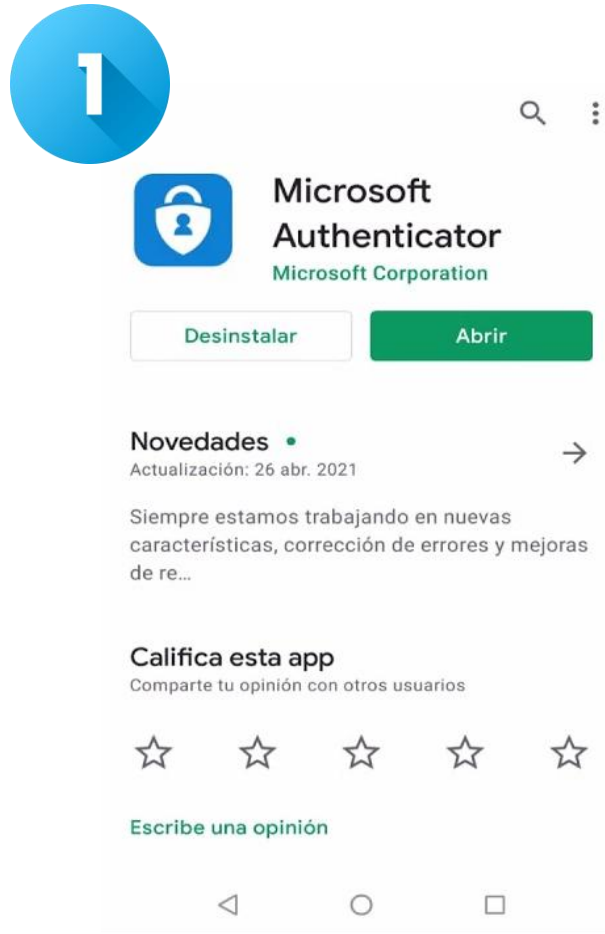 1
Microsoft
Authenticator
Microsoft Corporation
Desinstalar
Abrir
Novedades •
Actualización: 26 abr. 2021
Siempre estamos trabajando en nuevas
características, corrección de errores y mejoras
de re...
Califica esta app
Comparte tu opinión con otros usuarios
Escribe una opinión